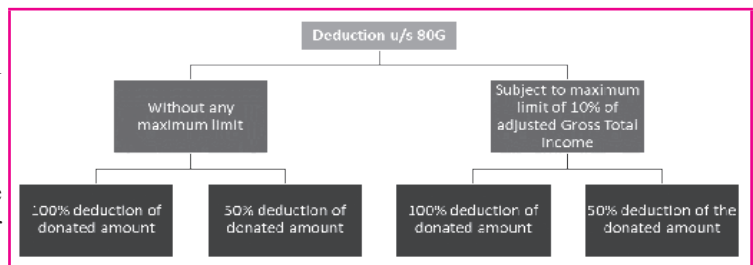 Deduction u/s 80G
Without any
maximum limit
Subject to maximum
limit of 10% of
adjusted Gross Total
Income
100% deduction of
donated amount
50% deduction of
donated amount
100% deduction of
donated amount
50% deduction of the
donated amount